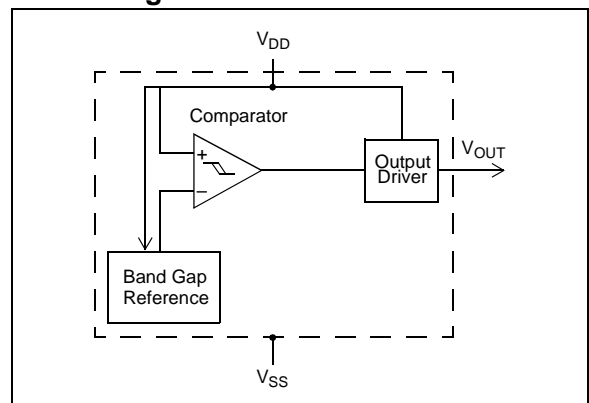 V_DD
Comparator
+
–
Output
Driver
V_OUT
Band Gap
Reference
V_SS